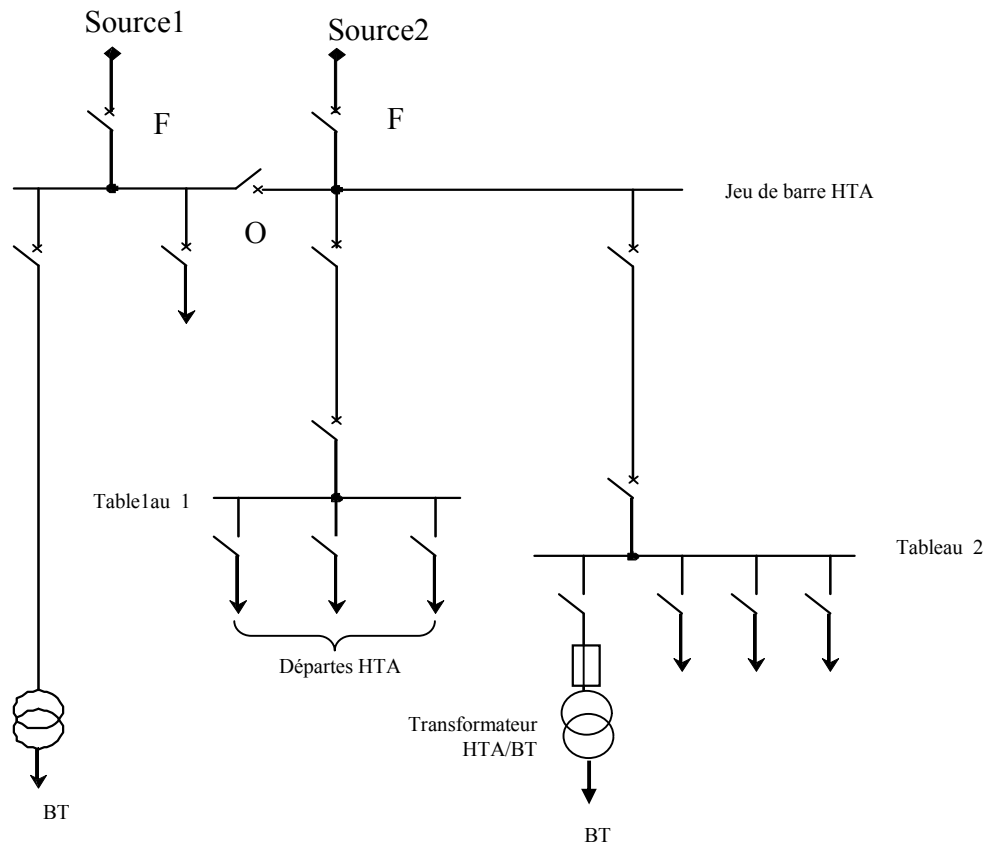 Source1
Source2
F
F
Jeu de barre HTA
O
Table1au 1
Tableau 2
Départes HTA
Transformateur
HTA/BT
BT
BT